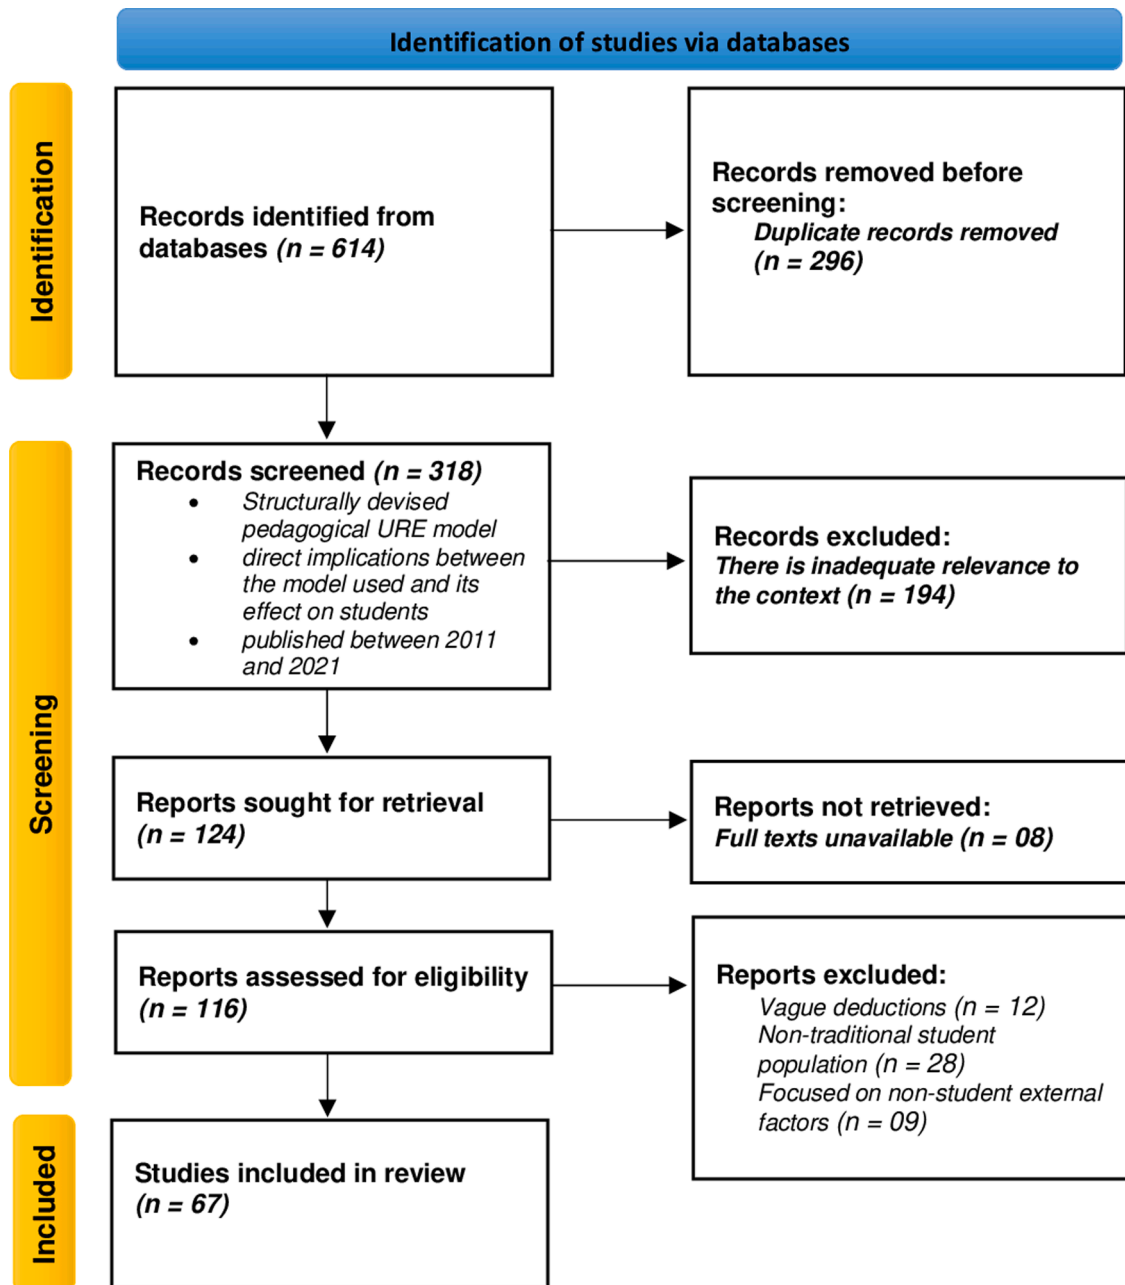 Identification of studies via databases
Identification
Records identified from
databases (n = 614)
Records removed before
screening:
Duplicate records removed
(n = 296)
Screening
Records screened (n = 318)
• Structurally devised
pedagogical URE model
• direct implications between
the model used and its
effect on students
• published between 2011
and 2021
Records excluded:
There is inadequate relevance to
the context (n = 194)
Reports sought for retrieval
(n = 124)
Reports not retrieved:
Full texts unavailable (n = 08)
Reports assessed for eligibility
(n = 116)
Reports excluded:
Vague deductions (n = 12)
Non-traditional student
population (n = 28)
Focused on non-student external
factors (n = 09)
Included
Studies included in review
(n = 67)